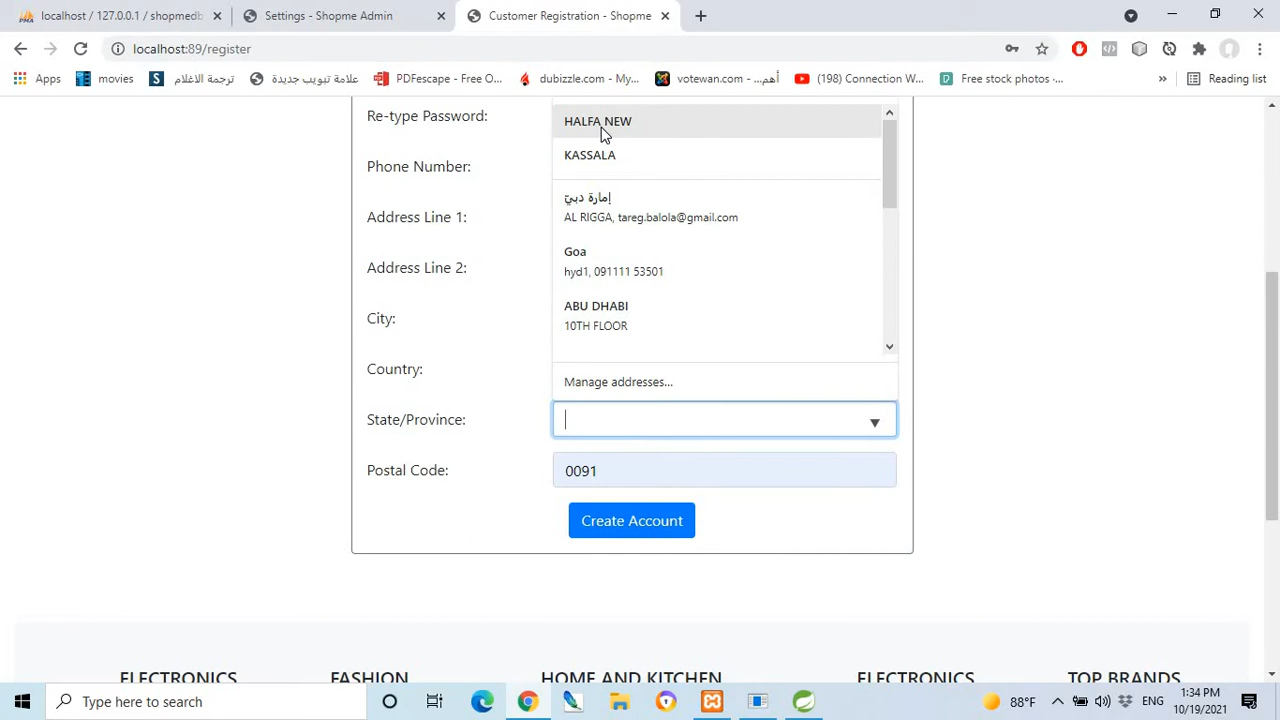 localhost / 127.0.0.1 / shopmedb
Settings - Shopme Admin
Customer Registration - Shopme
localhost:89/register
Apps
movies
ترجمة الاغلام
علامة تبويب جديدة
PDFescape - Free O...
dubizzle.com - My...
votewan.com - أهم...
(198) Connection W...
Free stock photos ·...
»
Reading list
Re-type Password:
HALFA NEW
KASSALA
Phone Number:
إمارة دبيّ
Address Line 1:
AL RIGGA, tareg.balola@gmail.com
Goa
Address Line 2:
hyd1, 091111 53501
ABU DHABI
City:
10TH FLOOR
Country:
Manage addresses...
State/Province:
Postal Code:
0091
Create Account
ELECTRONICS
FASHION
HOME AND KITCHEN
ELECTRONICS
TOP BRANDS
Type here to search
88°F
ENG
1:34 PM
10/19/2021